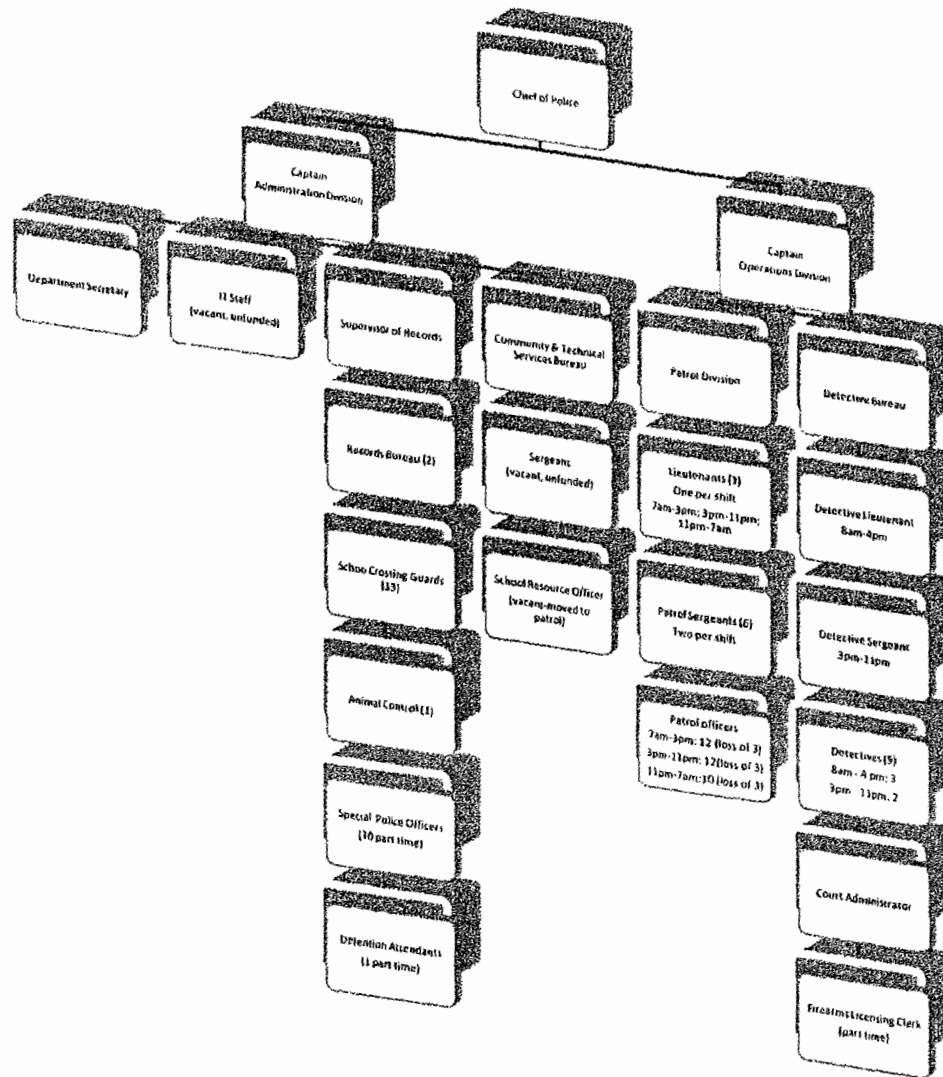 Chief of Police
Captain
Administration Division
Captain
Operations Division
Department Secretary
IT Staff
(vacant, unfunded)
Supervisor of Records
Community & Technical
Services Bureau
Patrol Division
Detective Bureau
Records Bureau (2)
Sergeant
(vacant, unfunded)
Lieutenants (3)
One per shift
7am-3pm; 3pm-11pm;
11pm-7am
Detective Lieutenant
8am-4pm
School Crossing Guards
School Resource Officer
(vacant-moved to
patrol)
Patrol Sergeants (6)
Two per shift
Detective Sergeant
3pm-11pm
Animal Control (1)
Patrol officers
7am-3pm: 12 (loss of 3)
3pm-11pm: 12(loss of 3)
11pm-7am:10 (loss of 3)
Detectives (5)
8am - 4 pm: 3
3pm - 11pm. 2
Special Police Officers
part time)
Court Administrator
Detention Attendants
part time)
Firearms Licensing Clerk
(part time)